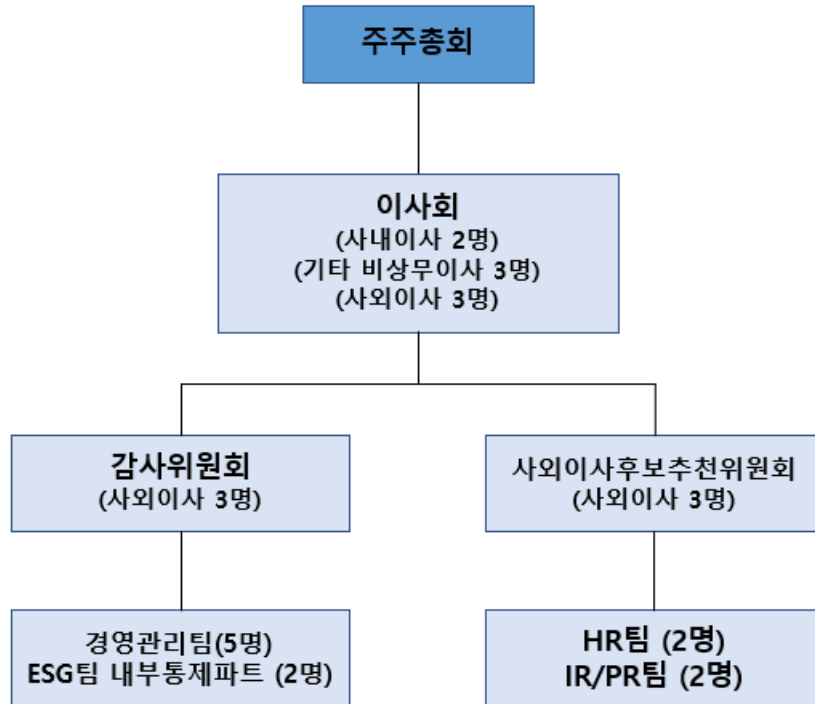 주주총회
이사회
(사내이사 2명)
(기타 비상무이사 3명)
(사외이사 3명)
감사위원회
(사외이사 3명)
사외이사후보추천위원회
(사외이사 3명)
경영관리팀(5명)
ESG팀 내부통제파트 (2명)
HR팀 (2명)
IR/PR팀 (2명)